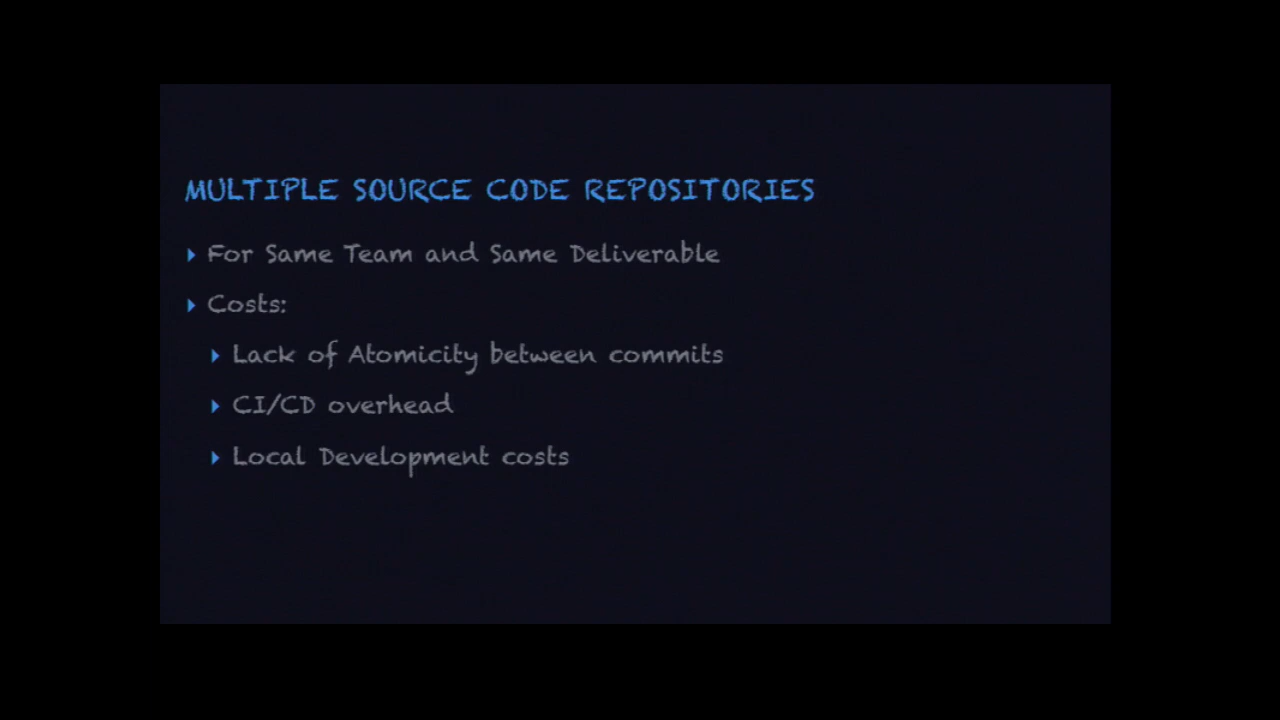 MULTIPLE SOURCE CODE REPOSITORIES
For Same Team and Same Deliverable
Costs:
Lack of Atomicity between commits
CI/CD overhead
Local Development costs